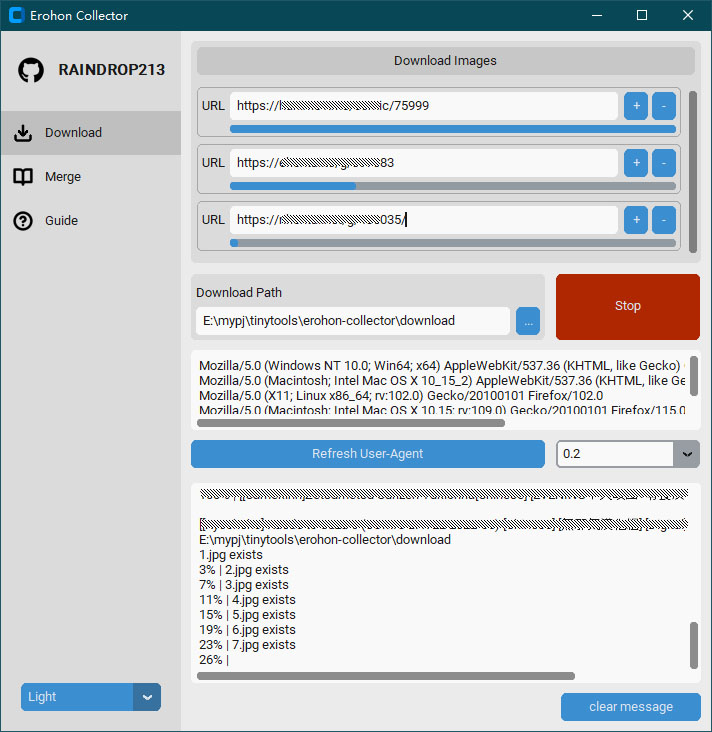 Erohon Collector
RAINDROP213
Download
Merge
Guide
Light
Download Images
URL https://ic/75999 + -
URL https://83 + -
URL https://035/ + -
Download Path
E:\mypj\tinytools\erohon-collector\download ...
Stop
Mozilla/5.0 (Windows NT 10.0; Win64; x64) AppleWebKit/537.36 (KHTML, like Gecko)
Mozilla/5.0 (Macintosh; Intel Mac OS X 10_15_2) AppleWebKit/537.36 (KHTML, like Ge
Mozilla/5.0 (X11; Linux x86_64; rv:102.0) Gecko/20100101 Firefox/102.0
Mozilla/5.0 (Macintosh; Intel Mac OS X 10.15; rv:109.0) Gecko/20100101 Firefox/115.0
Refresh User-Agent
0.2
E:\mypj\tinytools\erohon-collector\download
1.jpg exists
3% | 2.jpg exists
7% | 3.jpg exists
11% | 4.jpg exists
15% | 5.jpg exists
19% | 6.jpg exists
23% | 7.jpg exists
26% |
clear message